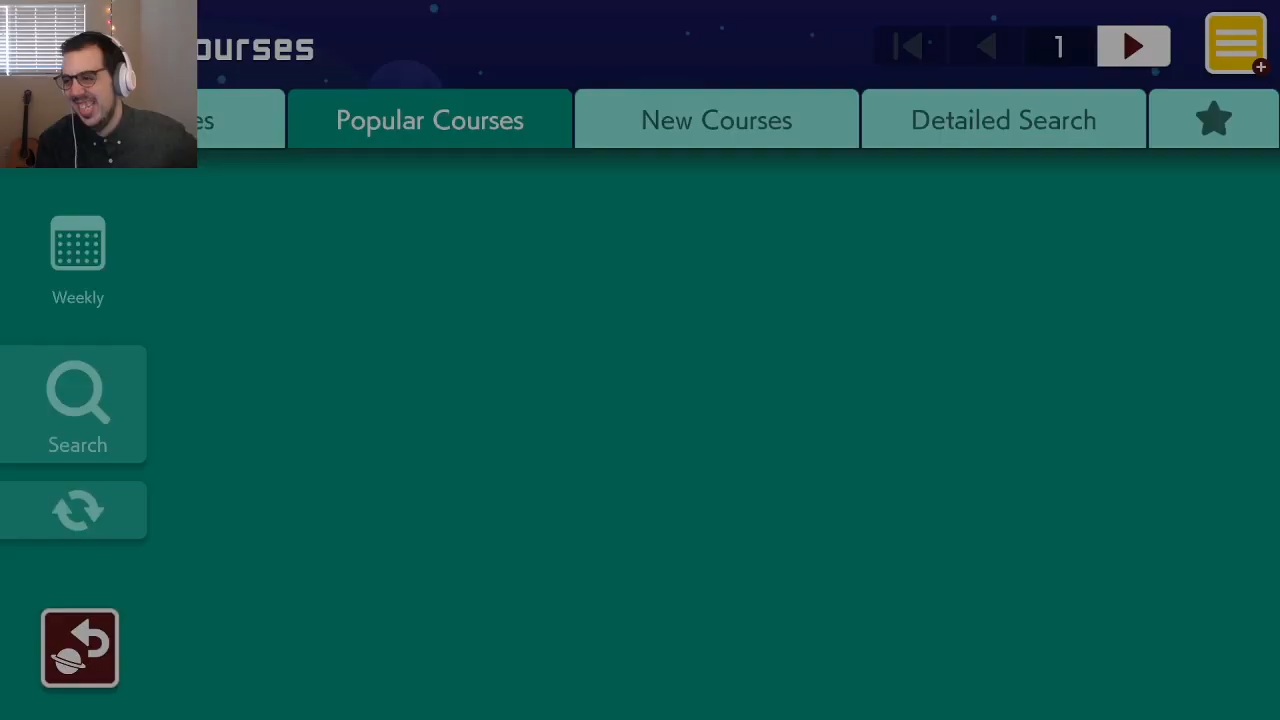 ourses
1
es
Popular Courses
New Courses
Detailed Search
Weekly
Search